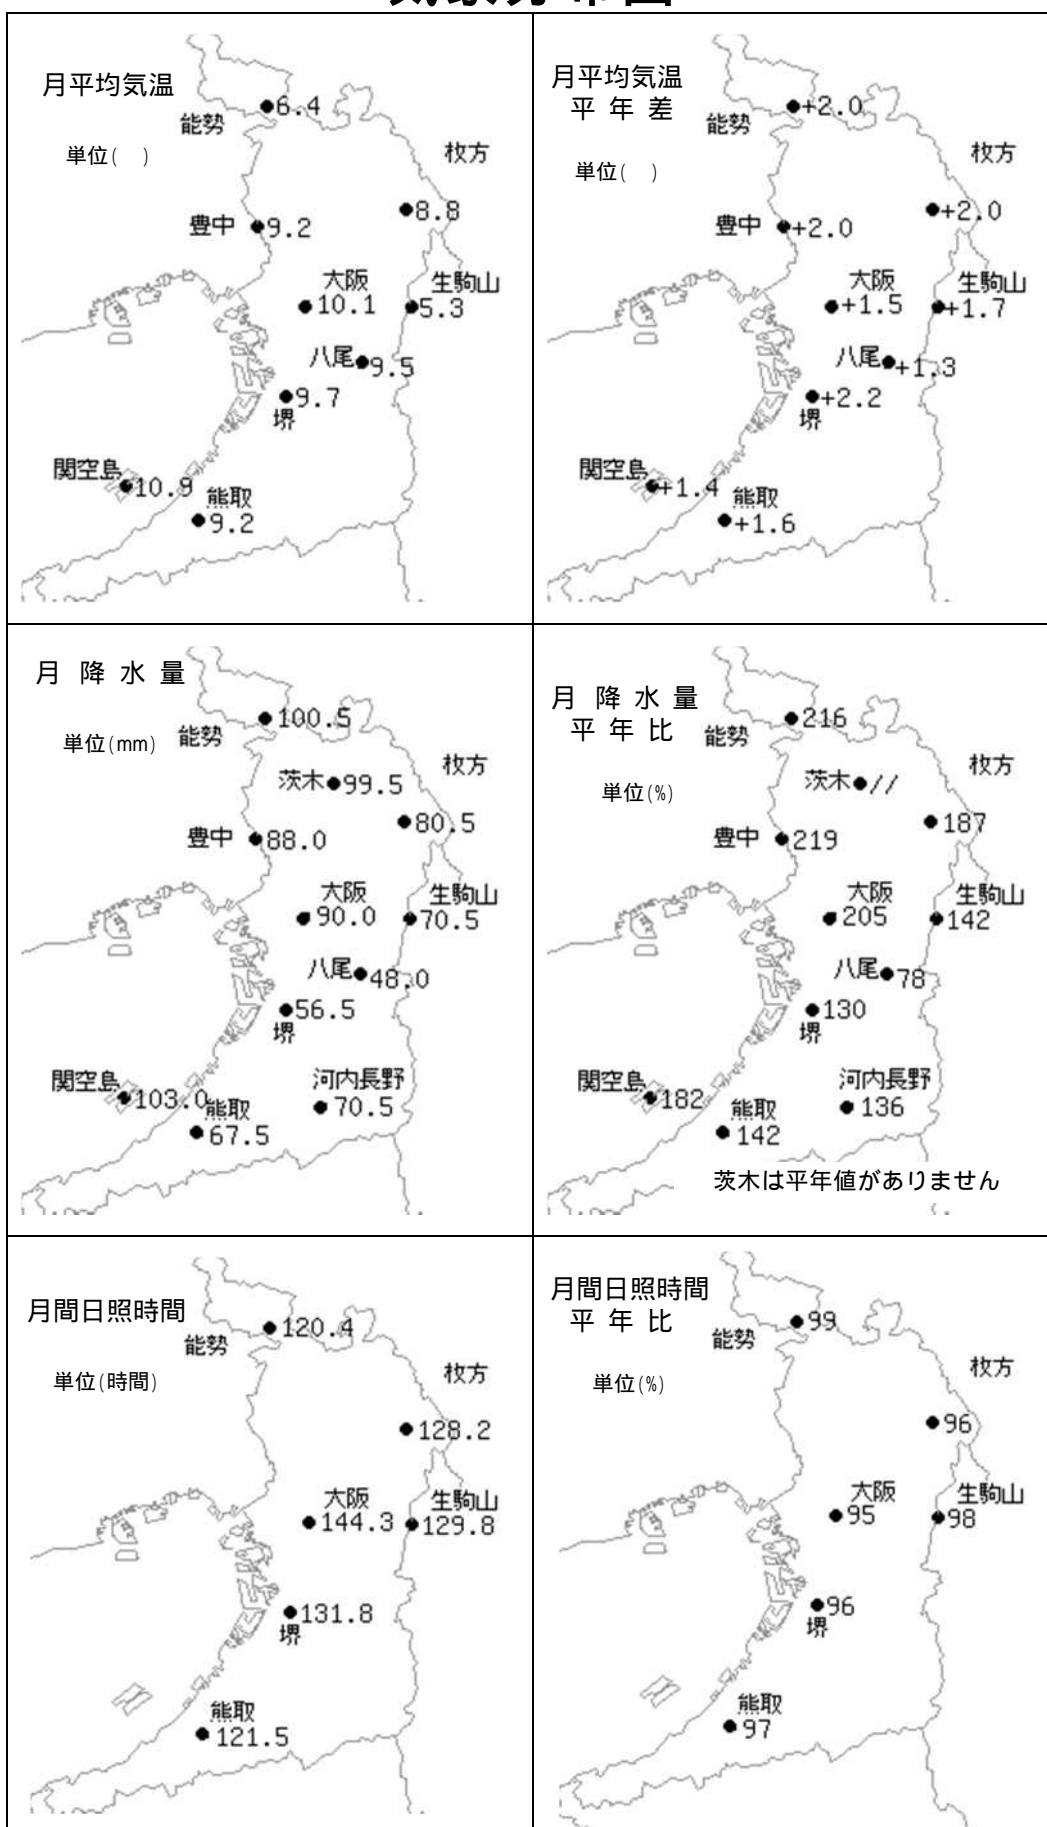 月平均気温
単位( )
6.4
能勢
枚方
8.8
豊中
9.2
大阪
10.1
生駒山
5.3
八尾
9.5
9.7
堺
関空島
10.9
熊取
9.2
月平均気温
平年差
単位( )
+2.0
能勢
枚方
+2.0
豊中
+2.0
大阪
+1.5
生駒山
+1.7
八尾
+1.3
+2.2
堺
関空島
+1.4
熊取
+1.6
月降水量
単位(mm)
100.5
能勢
枚方
茨木
99.5
80.5
豊中
88.0
大阪
90.0
生駒山
70.5
八尾
48.0
56.5
堺
関空島
103.0
河内長野
70.5
熊取
67.5
月降水量
平年比
単位(%)
216
能勢
枚方
茨木
//
187
豊中
219
大阪
205
生駒山
142
八尾
78
130
堺
関空島
182
河内長野
136
熊取
142
茨木は平年値がありません
月間日照時間
単位(時間)
120.4
能勢
枚方
128.2
大阪
144.3
生駒山
129.8
131.8
堺
熊取
121.5
月間日照時間
平年比
単位(%)
99
能勢
枚方
96
大阪
95
生駒山
98
96
堺
熊取
97